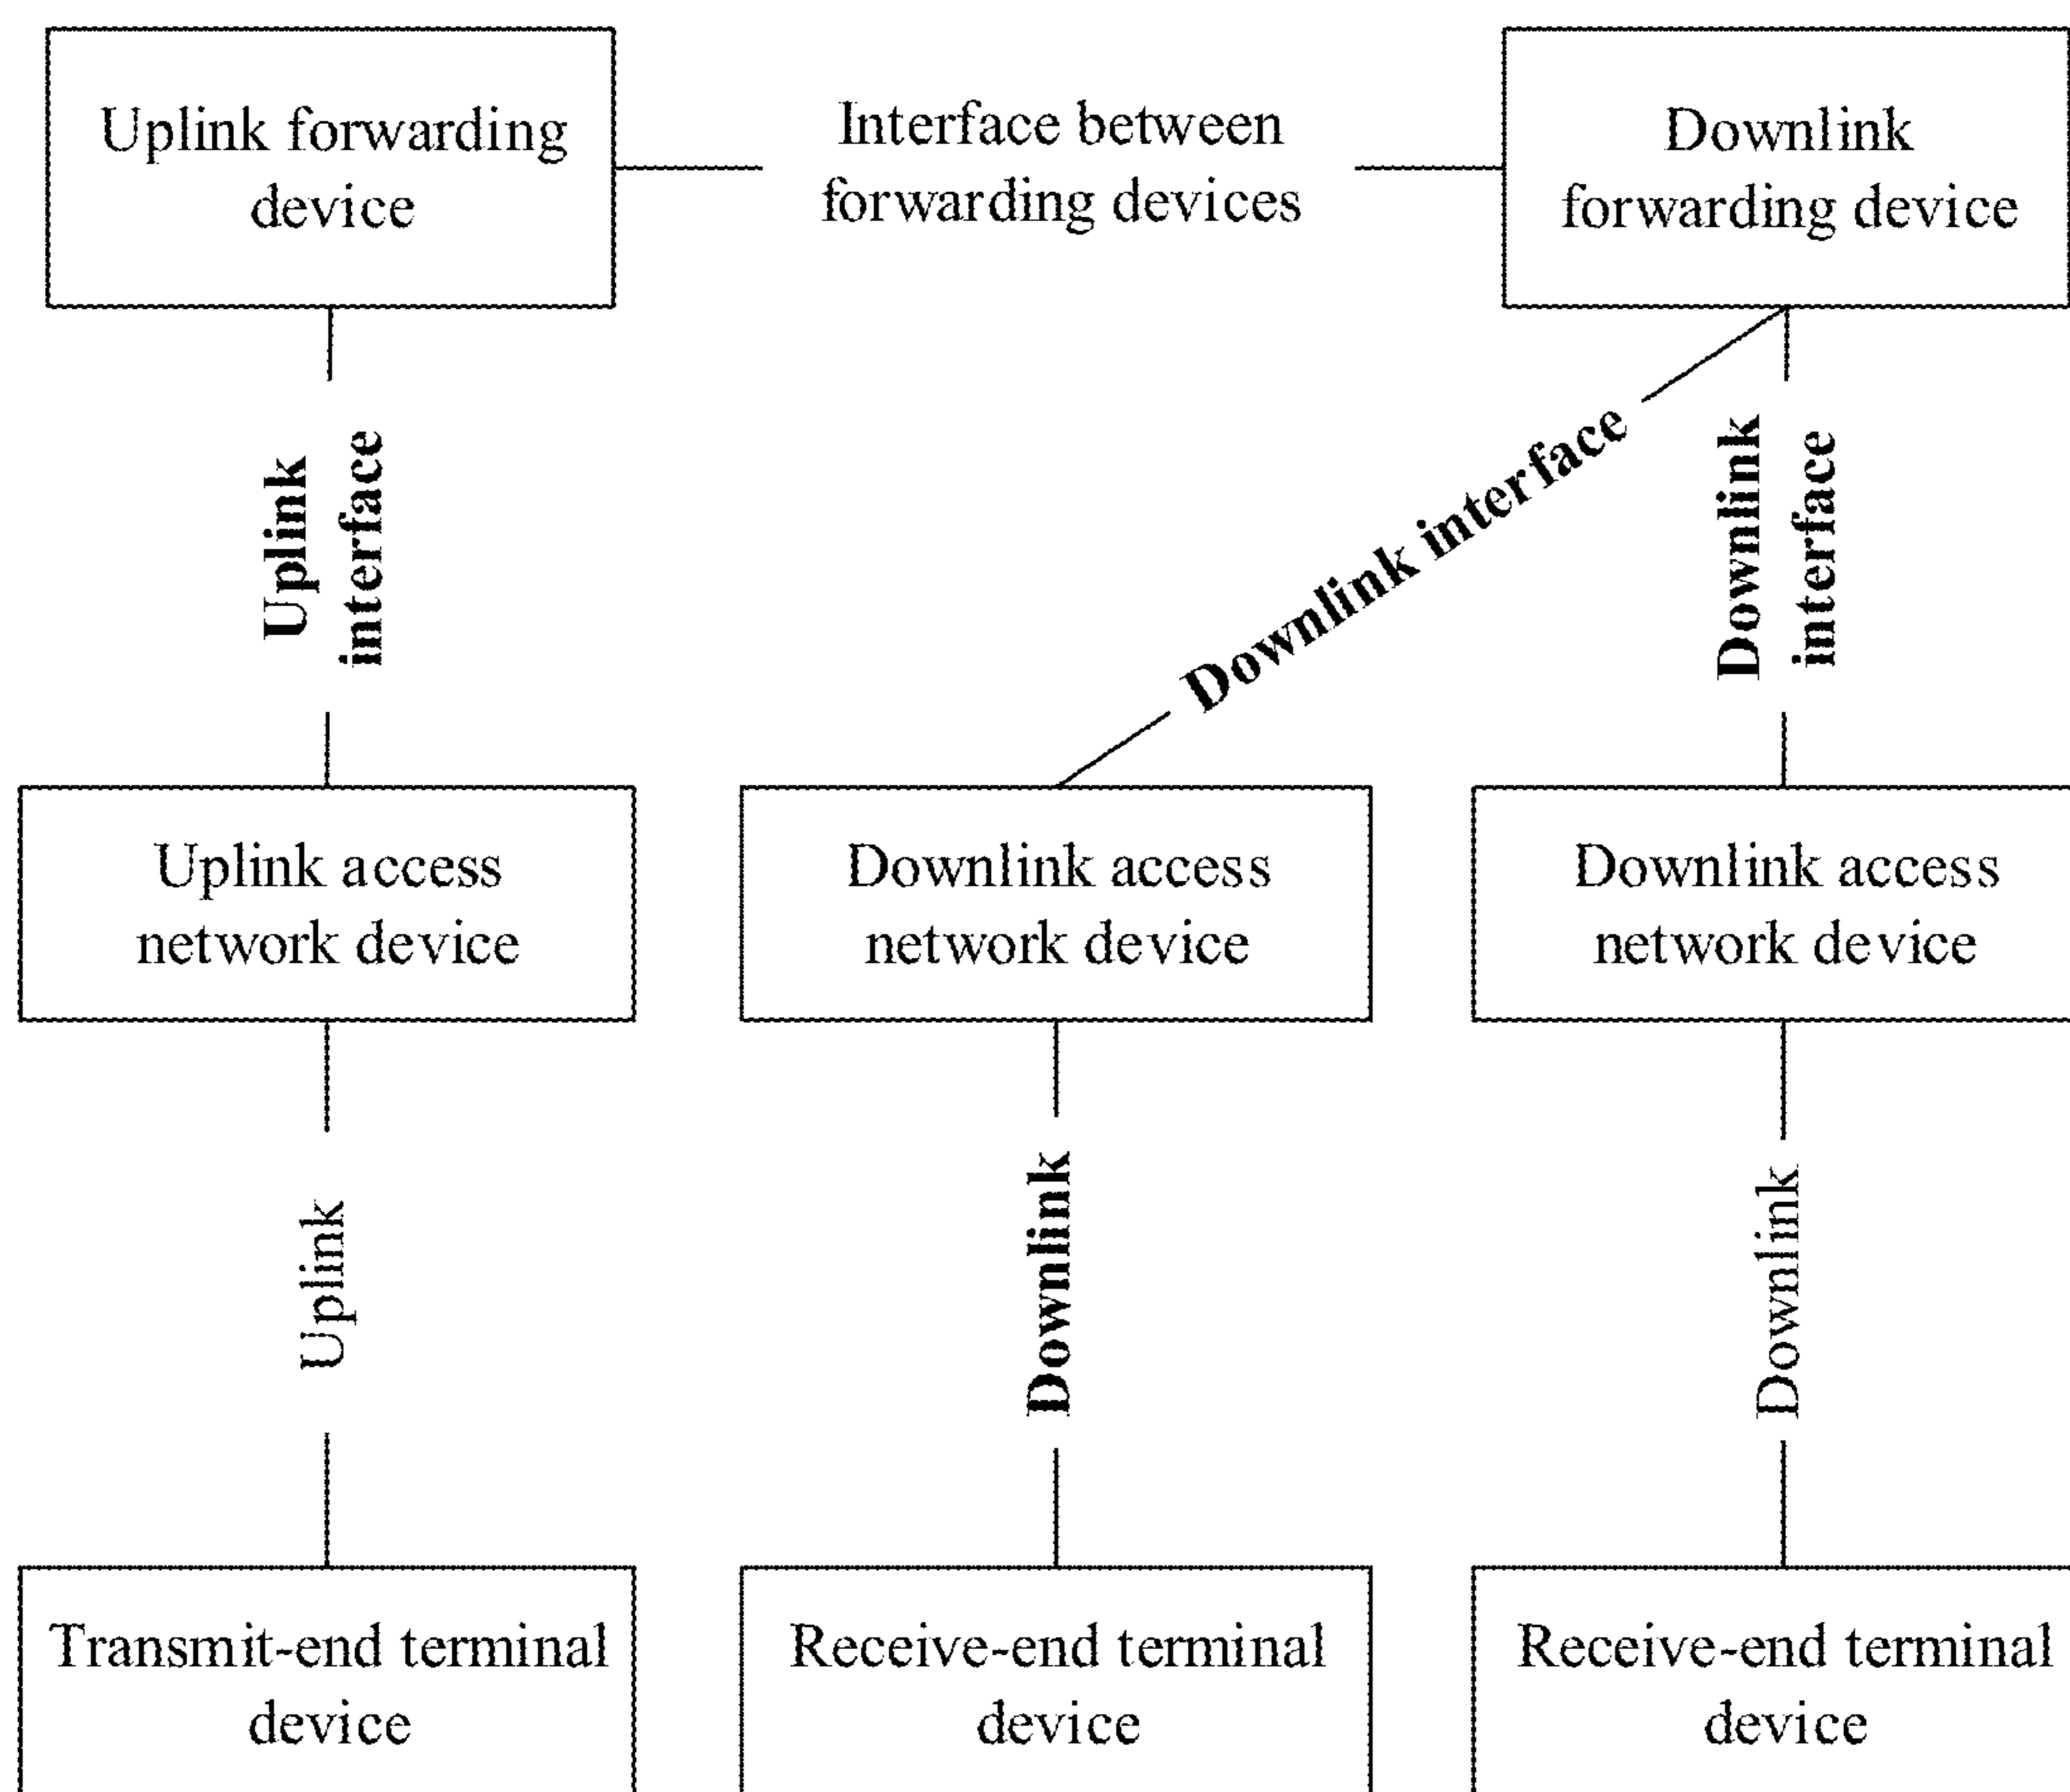 Uplink forwarding
device
Interface between
forwarding devices
Downlink
forwarding device
Uplink
interface
Downlink interface
Downlink
interface
Uplink access
network device
Downlink access
network device
Downlink access
network device
Uplink
Downlink
Downlink
Transmit-end terminal
device
Receive-end terminal
device
Receive-end terminal
device